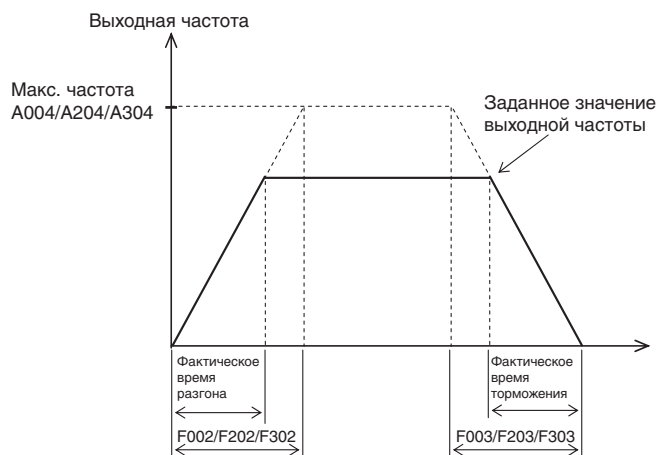 Выходная частота
Макс. частота
A004/A204/A304
Заданное значение
выходной частоты
Фактическое
время
разгона
Фактическое
время
торможения
F002/F202/F302
F003/F203/F303